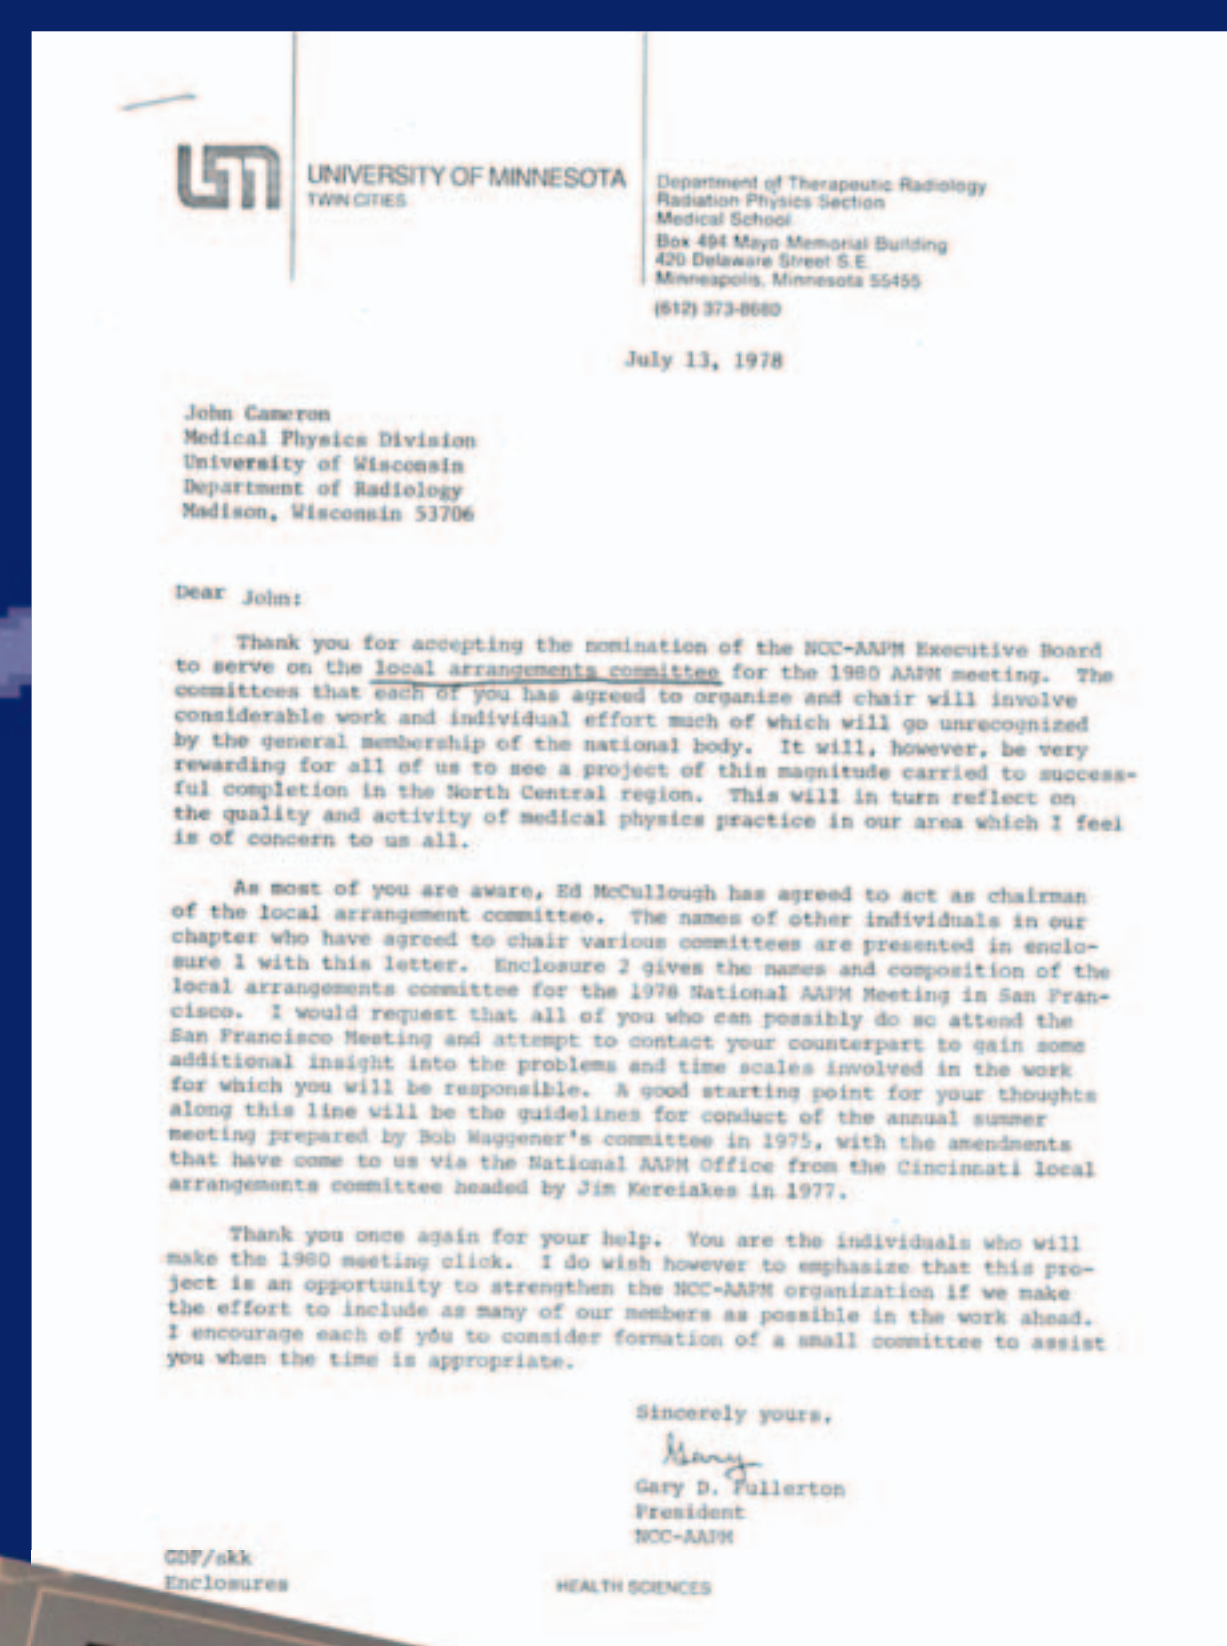 UNIVERSITY OF MINNESOTA
TWIN CITIES
Department of Therapeutic Radiology
Radiation Physics Section
Medical School
Box 494 Mayo Memorial Building
420 Delaware Street S.E.
Minneapolis, Minnesota 55455
(612) 373-8680
July 13, 1978
John Cameron
Medical Physics Division
University of Wisconsin
Department of Radiology
Madison, Wisconsin 53706
Dear John:
Thank you for accepting the nomination of the NCC-AAPM Executive Board
to serve on the local arrangements committee for the 1980 AAPM meeting. The
committees that each of you has agreed to organize and chair will involve
considerable work and individual effort much of which will go unrecognized
by the general membership of the national body. It will, however, be very
rewarding for all of us to see a project of this magnitude carried to success-
ful completion in the North Central region. This will in turn reflect on
the quality and activity of medical physics practice in our area which I feel
is of concern to us all.
As most of you are aware, Ed McCullough has agreed to act as chairman
of the local arrangement committee. The names of other individuals in our
chapter who have agreed to chair various committees are presented in enclo-
sure 1 with this letter. Enclosure 2 gives the names and composition of the
local arrangements committee for the 1978 National AAPM Meeting in San Fran-
cisco. I would request that all of you who can possibly do so attend the
San Francisco Meeting and attempt to contact your counterpart to gain some
additional insight into the problems and time scales involved in the work
for which you will be responsible. A good starting point for your thoughts
along this line will be the guidelines for conduct of the annual summer
meeting prepared by Bob Waggener's committee in 1975, with the amendments
that have come to us via the National AAPM Office from the Cincinnati local
arrangements committee headed by Jim Kereiakes in 1977.
Thank you once again for your help. You are the individuals who will
make the 1980 meeting click. I do wish however to emphasize that this pro-
ject is an opportunity to strengthen the NCC-AAPM organization if we make
the effort to include as many of our members as possible in the work ahead.
I encourage each of you to consider formation of a small committee to assist
you when the time is appropriate.
Sincerely yours,
Gary
Gary D. Fullerton
President
NCC-AAPM
GDF/skk
Enclosures
HEALTH SCIENCES